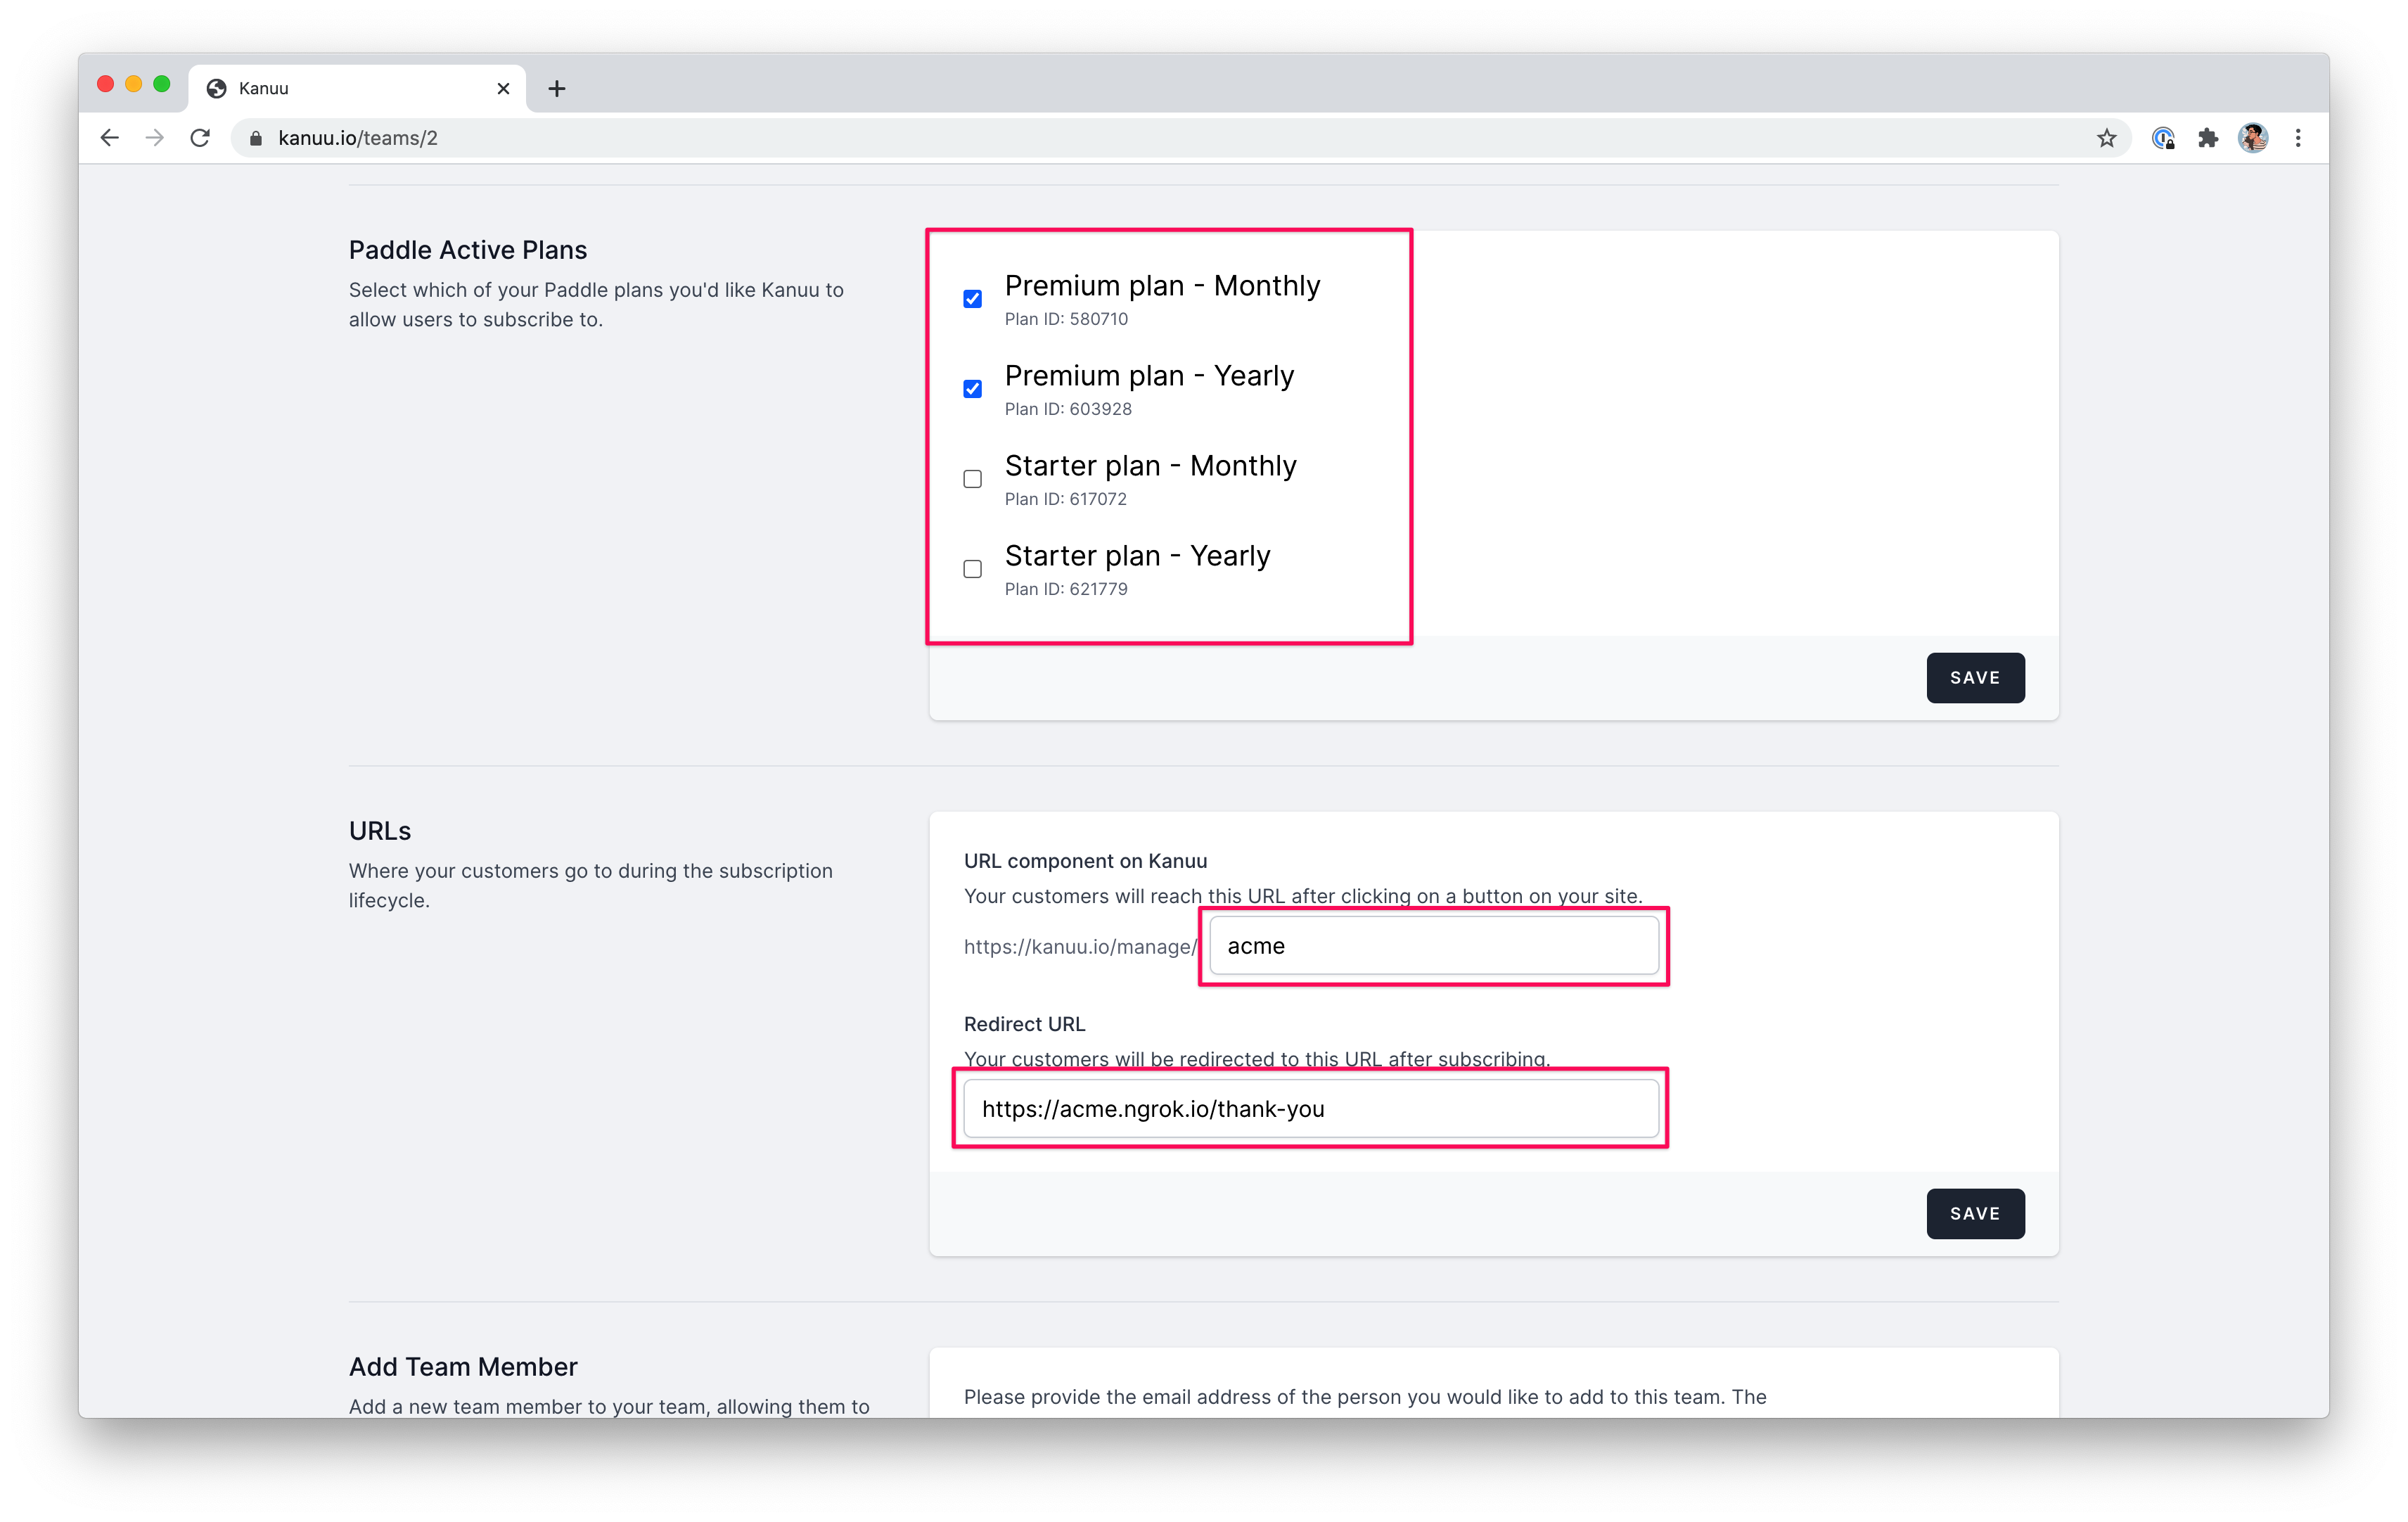 Kanuu
kanuu.io/teams/2
Paddle Active Plans
Select which of your Paddle plans you'd like Kanuu to
allow users to subscribe to.
Premium plan - Monthly
Plan ID: 580710
Premium plan - Yearly
Plan ID: 603928
Starter plan - Monthly
Plan ID: 617072
Starter plan - Yearly
Plan ID: 621779
SAVE
URLs
Where your customers go to during the subscription
lifecycle.
URL component on Kanuu
Your customers will reach this URL after clicking on a button on your site.
https://kanuu.io/manage/ acme
Redirect URL
Your customers will be redirected to this URL after subscribing.
https://acme.ngrok.io/thank-you
SAVE
Add Team Member
Add a new team member to your team, allowing them to
Please provide the email address of the person you would like to add to this team. The